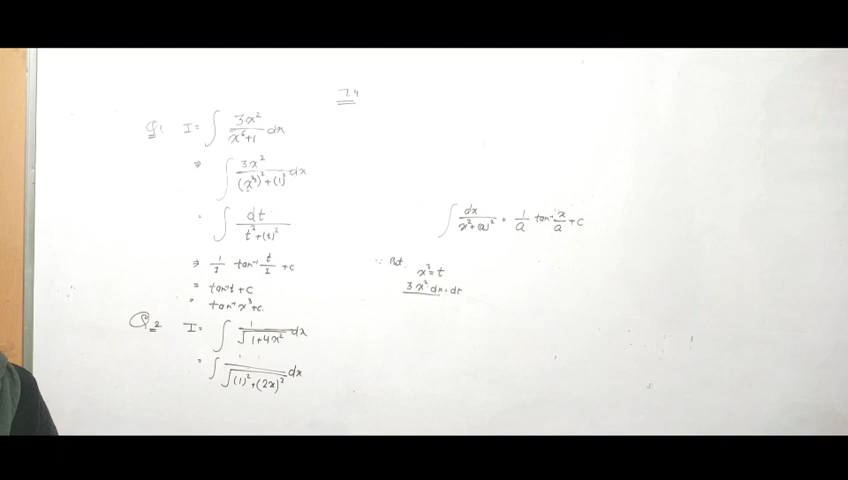 7.4
Q1 I = ∫ 3x²/(x⁶+1) dx
⇒ ∫ 3x²/((x³)²+(1)²) dx
= ∫ dt/(t²+(1)²)
∫ dx/(x²+(a)²) = 1/a tan⁻¹ x/a + c
⇒ 1/1 tan⁻¹ t/1 + c
∵ Put
x³ = t
= tan⁻¹t + c
3x² dx = dt
= tan⁻¹ x³ + c.
Q2 I = ∫ 1/√(1+4x²) dx
= ∫ 1/√((1)²+(2x)²) dx